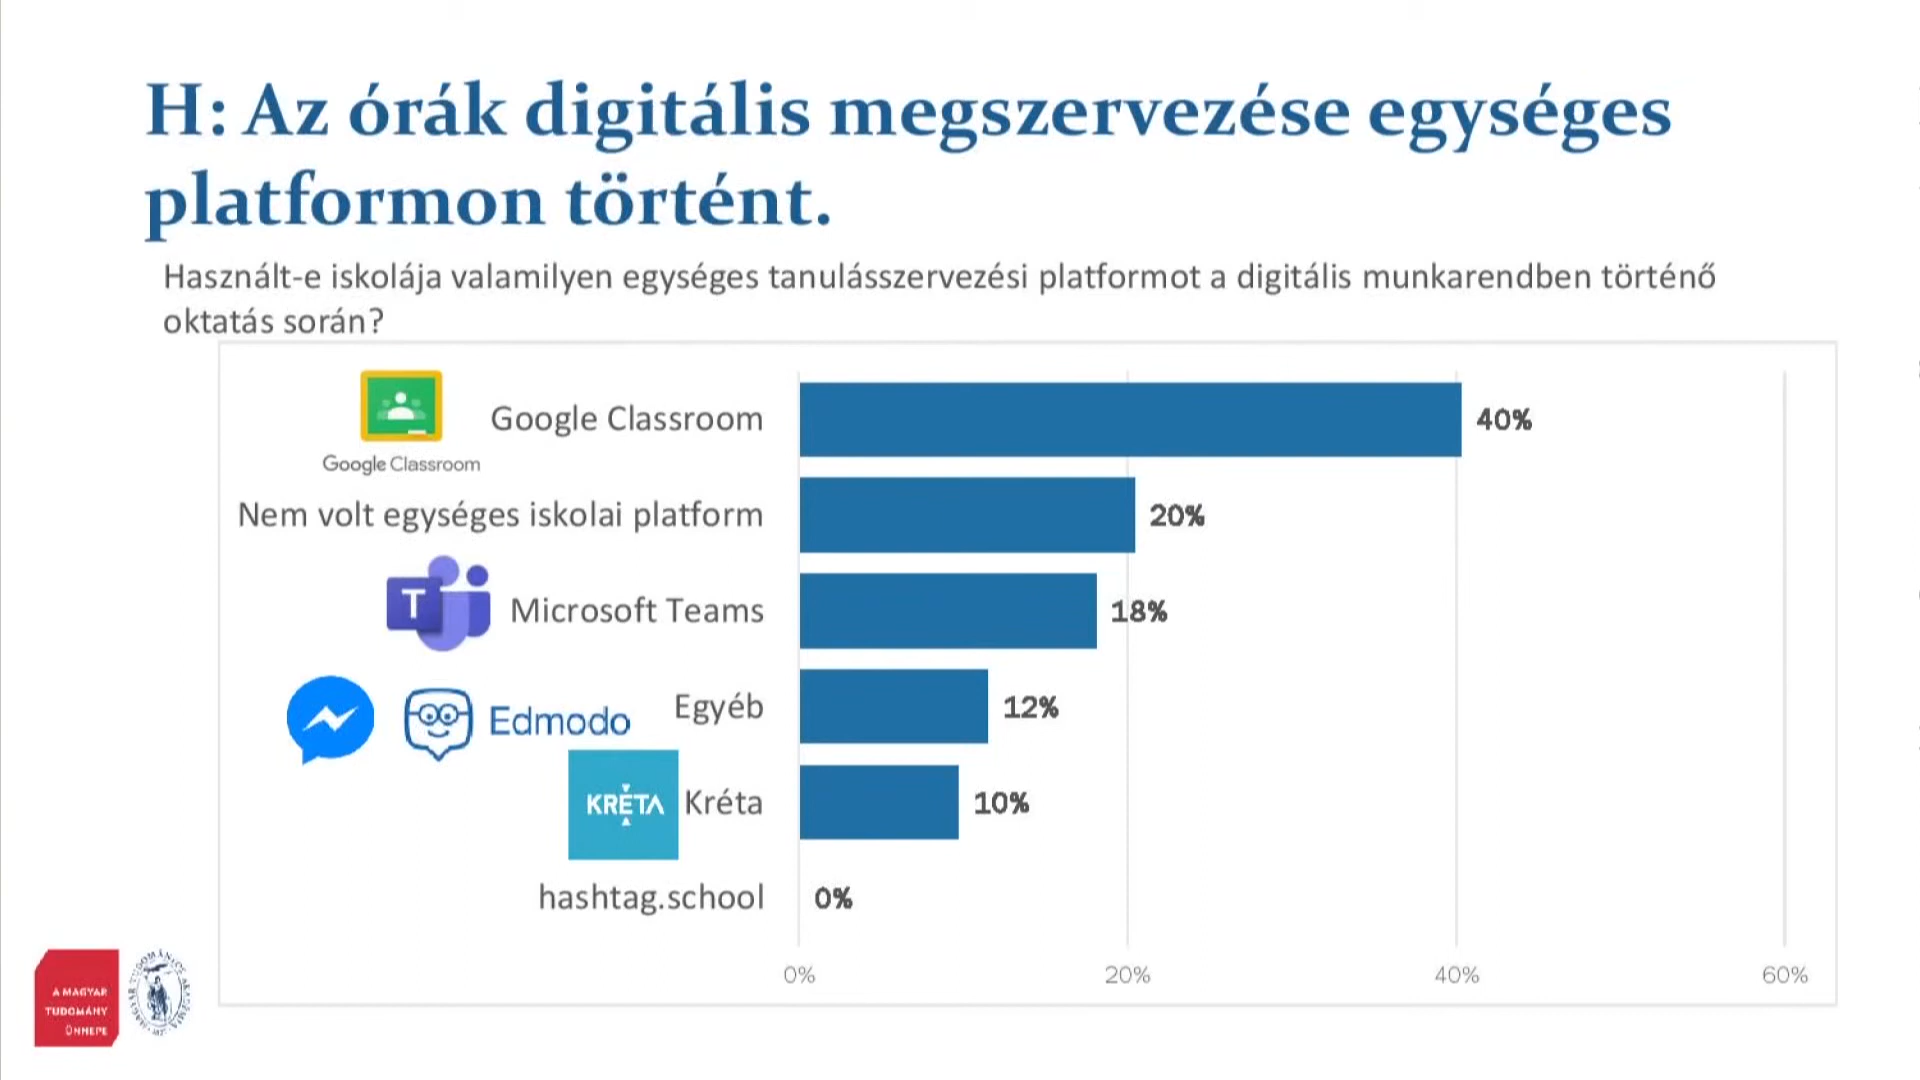 H: Az órák digitális megszervezése egységes
platformon történt.
Használt-e iskolája valamilyen egységes tanulásszervezési platformot a digitális munkarendben történő
oktatás során?
Google Classroom 40%
Google Classroom
Nem volt egységes iskolai platform 20%
T Microsoft Teams 18%
Edmodo Egyéb 12%
KRÉTA Kréta 10%
hashtag.school 0%
0% 20% 40% 60%
A MAGYAR
TUDOMÁNY
ÜNNEPE